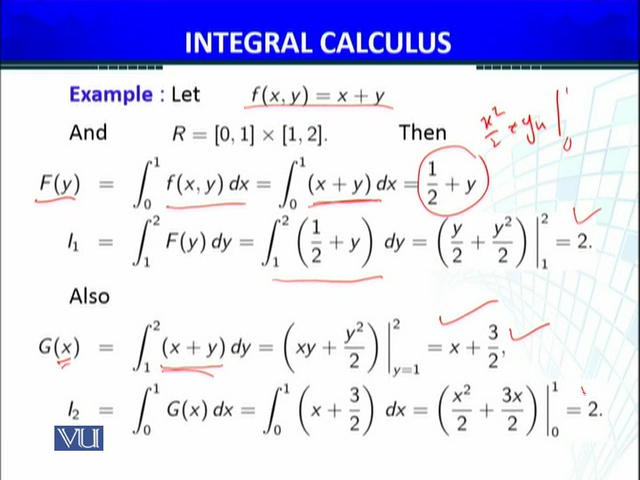 INTEGRAL CALCULUS
Example : Let f(x, y) = x + y
And R = [0, 1] × [1, 2]. Then
x²/2 + yx |₀¹
F(y) = ∫₀¹ f(x, y) dx = ∫₀¹ (x + y) dx = 1/2 + y
I₁ = ∫₁² F(y) dy = ∫₁² (1/2 + y) dy = (y/2 + y²/2) |₁² = 2.
Also
G(x) = ∫₁² (x + y) dy = (xy + y²/2) |_{y=1}² = x + 3/2,
I₂ = ∫₀¹ G(x) dx = ∫₀¹ (x + 3/2) dx = (x²/2 + 3x/2) |₀¹ = 2.
VU